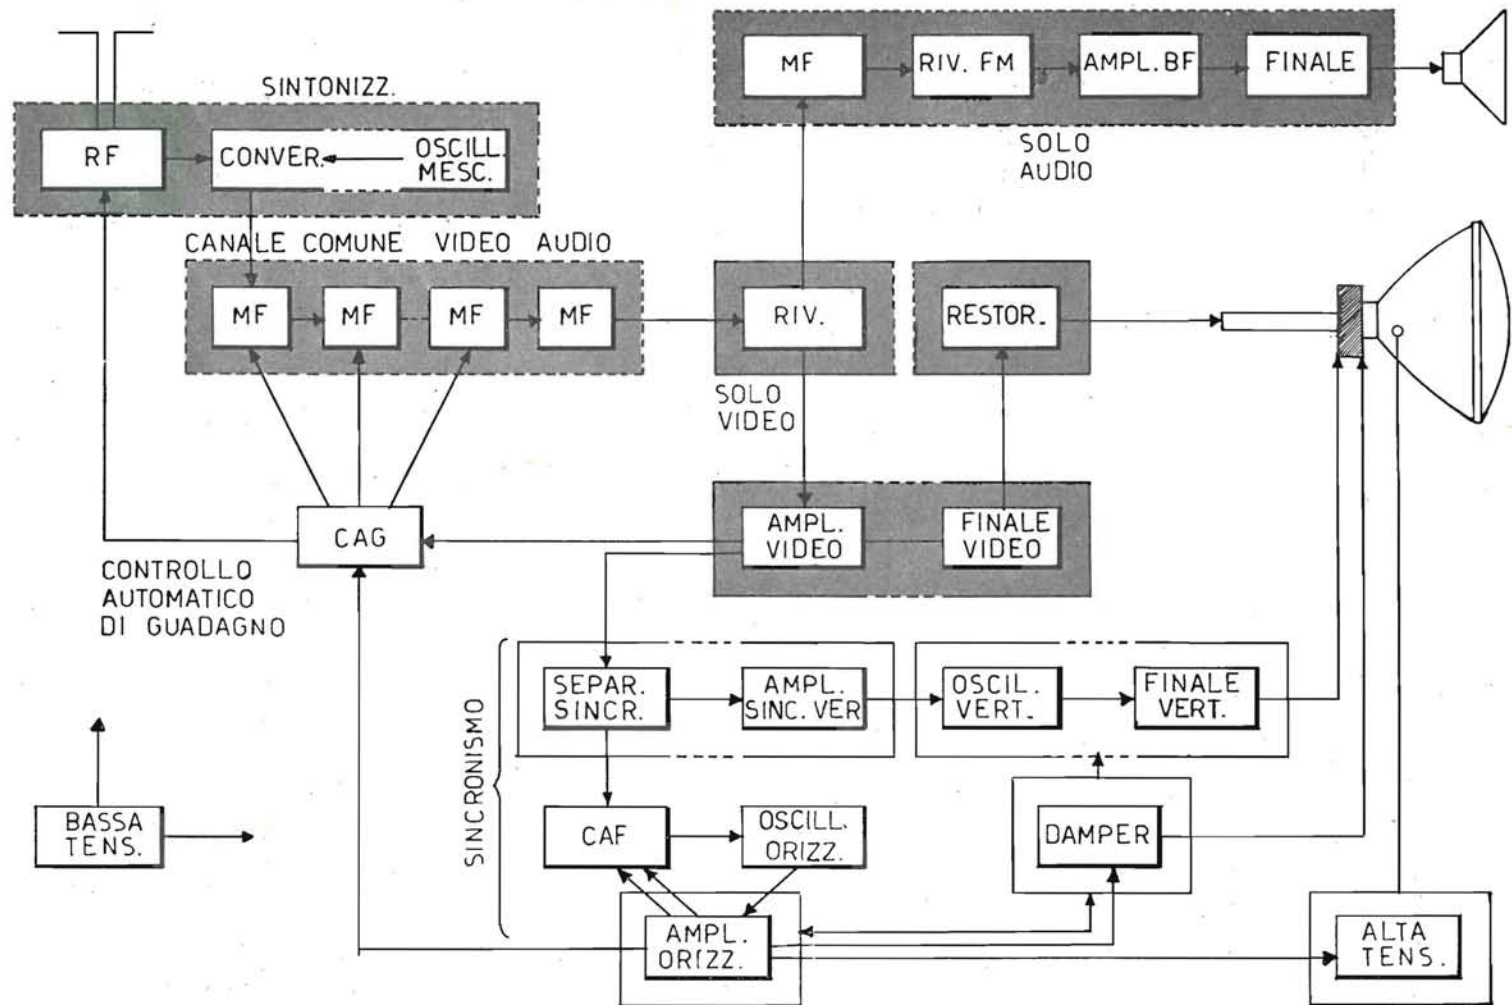 MF
RIV. FM
AMPL. BF
FINALE
SOLO
AUDIO
SINTONIZZ.
RF
CONVER.
OSCILL.
MESC.
CANALE COMUNE VIDEO AUDIO
MF
MF
MF
MF
RIV.
RESTOR.
SOLO
VIDEO
CAG
AMPL.
VIDEO
FINALE
VIDEO
CONTROLLO
AUTOMATICO
DI GUADAGNO
SINCRONISMO
SEPAR.
SINCR.
AMPL.
SINC. VER
OSCIL.
VERT.
FINALE
VERT.
BASSA
TENS.
CAF
OSCILL.
ORIZZ.
DAMPER
AMPL.
ORIZZ.
ALTA
TENS.